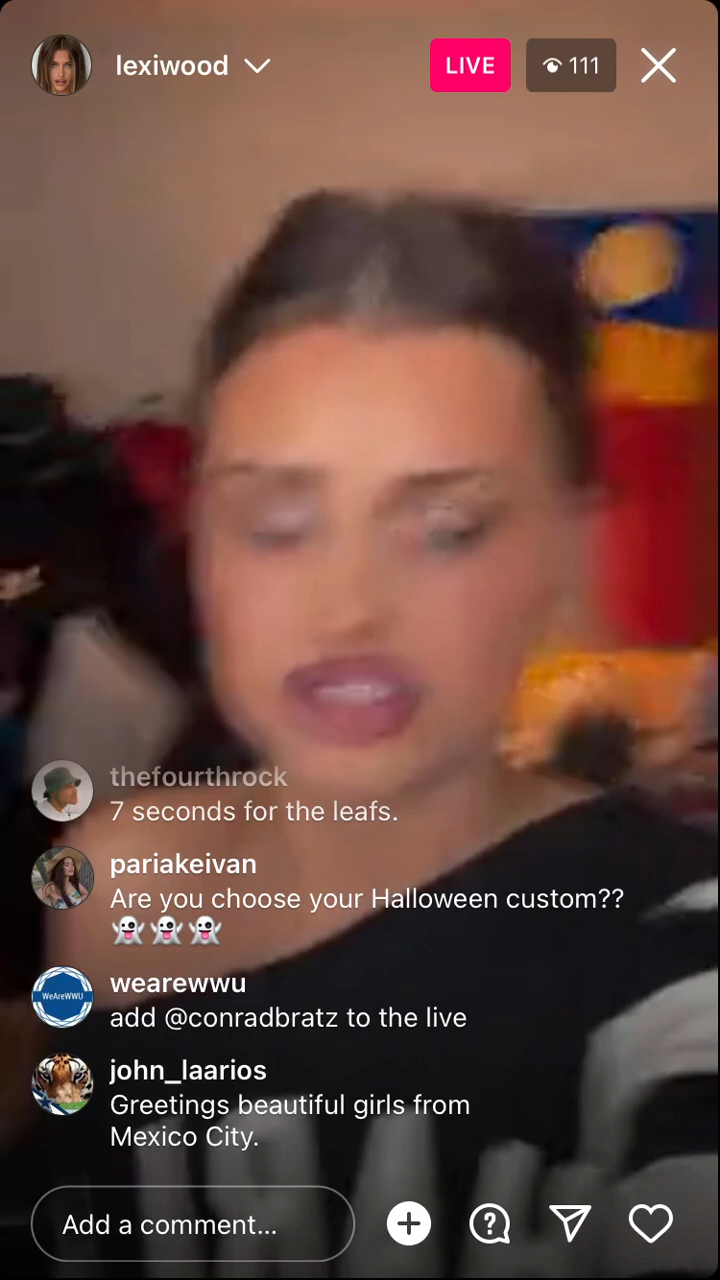 lexiwood
LIVE
111
thefourthrock
7 seconds for the leafs.
pariakeivan
Are you choose your Halloween custom??
👻👻👻
WeAreWWU
wearewwu
add @conradbratz to the live
john_laarios
Greetings beautiful girls from
Mexico City.
Add a comment...